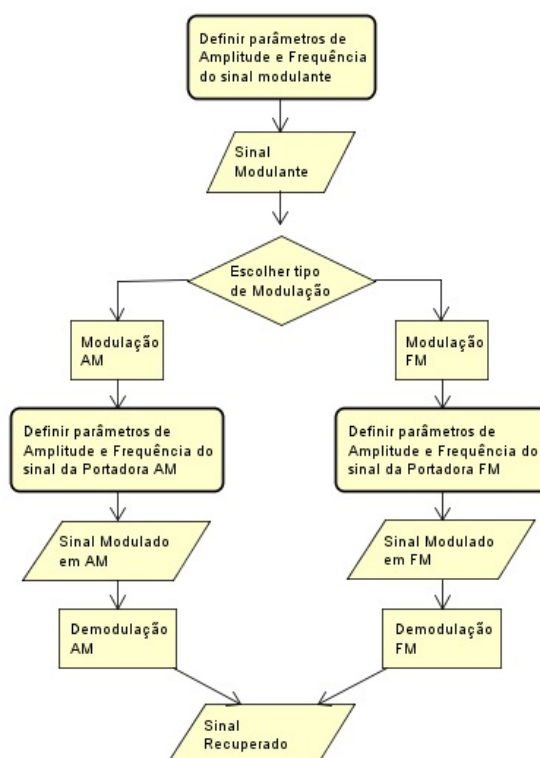 Definir parâmetros de
Amplitude e Frequência
do sinal modulante
Sinal
Modulante
Escolher tipo
de Modulação
Modulação
AM
Modulação
FM
Definir parâmetros de
Amplitude e Frequência do
sinal da Portadora AM
Definir parâmetros de
Amplitude e Frequência do
sinal da Portadora FM
Sinal Modulado
em AM
Sinal Modulado
em FM
Demodulação
AM
Demodulação
FM
Sinal
Recuperado